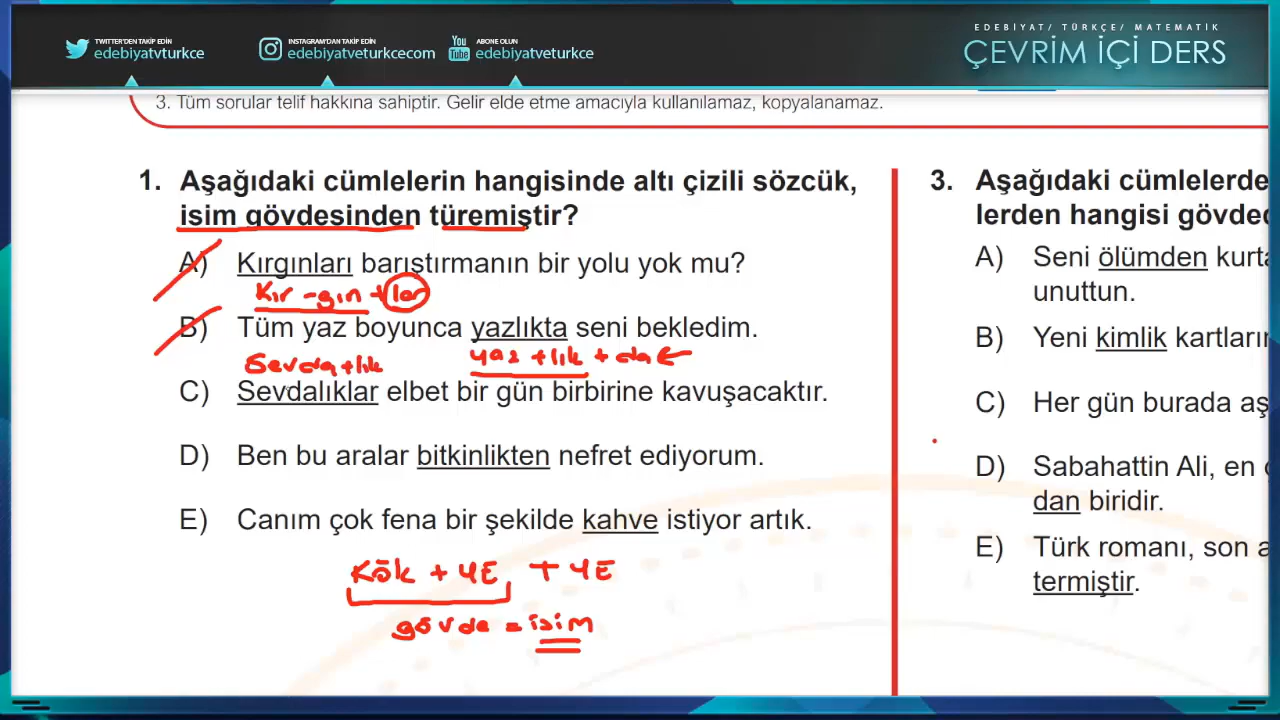 TWITTER'DEN TAKİP EDİN
edebiyatvturkce
INSTAGRAM'DAN TAKİP EDİN
edebiyatveturkcecom
You Tube
ABONE OLUN
edebiyatveturkce
EDEBİYAT/ TÜRKÇE/ MATEMATİK
ÇEVRİM İÇİ DERS
3. Tüm sorular telif hakkına sahiptir. Gelir elde etme amacıyla kullanılamaz, kopyalanamaz.
1. Aşağıdaki cümlelerin hangisinde altı çizili sözcük,
isim gövdesinden türemiştir?
A) Kırgınları barıştırmanın bir yolu yok mu?
Kır -gın +lar
B) Tüm yaz boyunca yazlıkta seni bekledim.
Sevda+lık
yaz +lık + da
C) Sevdalıklar elbet bir gün birbirine kavuşacaktır.
D) Ben bu aralar bitkinlikten nefret ediyorum.
E) Canım çok fena bir şekilde kahve istiyor artık.
Kök + YE + YE
gövde = isim
3. Aşağıdaki cümlelerde
lerden hangisi gövded
A) Seni ölümden kurta
unuttun.
B) Yeni kimlik kartların
C) Her gün burada aş
D) Sabahattin Ali, en
dan biridir.
E) Türk romanı, son a
termiştir.